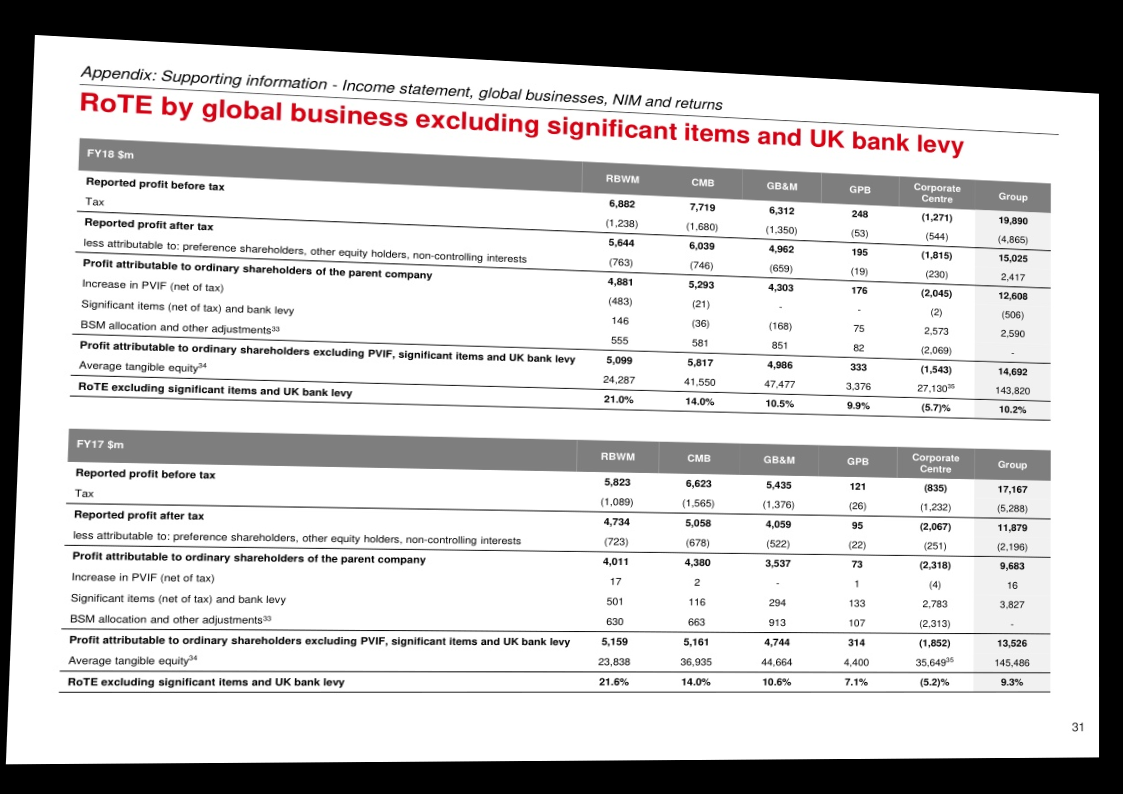 Appendix: Supporting information - Income statement, global businesses, NIM and returns
RoTE by global business excluding significant items and UK bank levy
FY18 $m RBWM CMB GB&M GPB Corporate Centre Group
Reported profit before tax 6,882 7,719 6,312 248 (1,271) 19,890
Tax (1,238) (1,680) (1,350) (53) (544) (4,865)
Reported profit after tax 5,644 6,039 4,962 195 (1,815) 15,025
less attributable to: preference shareholders, other equity holders, non-controlling interests (763) (746) (659) (19) (230) 2,417
Profit attributable to ordinary shareholders of the parent company 4,881 5,293 4,303 176 (2,045) 12,608
Increase in PVIF (net of tax) (483) (21) - - (2) (506)
Significant items (net of tax) and bank levy 146 (36) (168) 75 2,573 2,590
BSM allocation and other adjustments33 555 581 851 82 (2,069) -
Profit attributable to ordinary shareholders excluding PVIF, significant items and UK bank levy 5,099 5,817 4,986 333 (1,543) 14,692
Average tangible equity34 24,287 41,550 47,477 3,376 27,13035 143,820
RoTE excluding significant items and UK bank levy 21.0% 14.0% 10.5% 9.9% (5.7)% 10.2%
FY17 $m RBWM CMB GB&M GPB Corporate Centre Group
Reported profit before tax 5,823 6,623 5,435 121 (835) 17,167
Tax (1,089) (1,565) (1,376) (26) (1,232) (5,288)
Reported profit after tax 4,734 5,058 4,059 95 (2,067) 11,879
less attributable to: preference shareholders, other equity holders, non-controlling interests (723) (678) (522) (22) (251) (2,196)
Profit attributable to ordinary shareholders of the parent company 4,011 4,380 3,537 73 (2,318) 9,683
Increase in PVIF (net of tax) 17 2 - 1 (4) 16
Significant items (net of tax) and bank levy 501 116 294 133 2,783 3,827
BSM allocation and other adjustments33 630 663 913 107 (2,313) -
Profit attributable to ordinary shareholders excluding PVIF, significant items and UK bank levy 5,159 5,161 4,744 314 (1,852) 13,526
Average tangible equity34 23,838 36,935 44,664 4,400 35,64935 145,486
RoTE excluding significant items and UK bank levy 21.6% 14.0% 10.6% 7.1% (5.2)% 9.3%
31